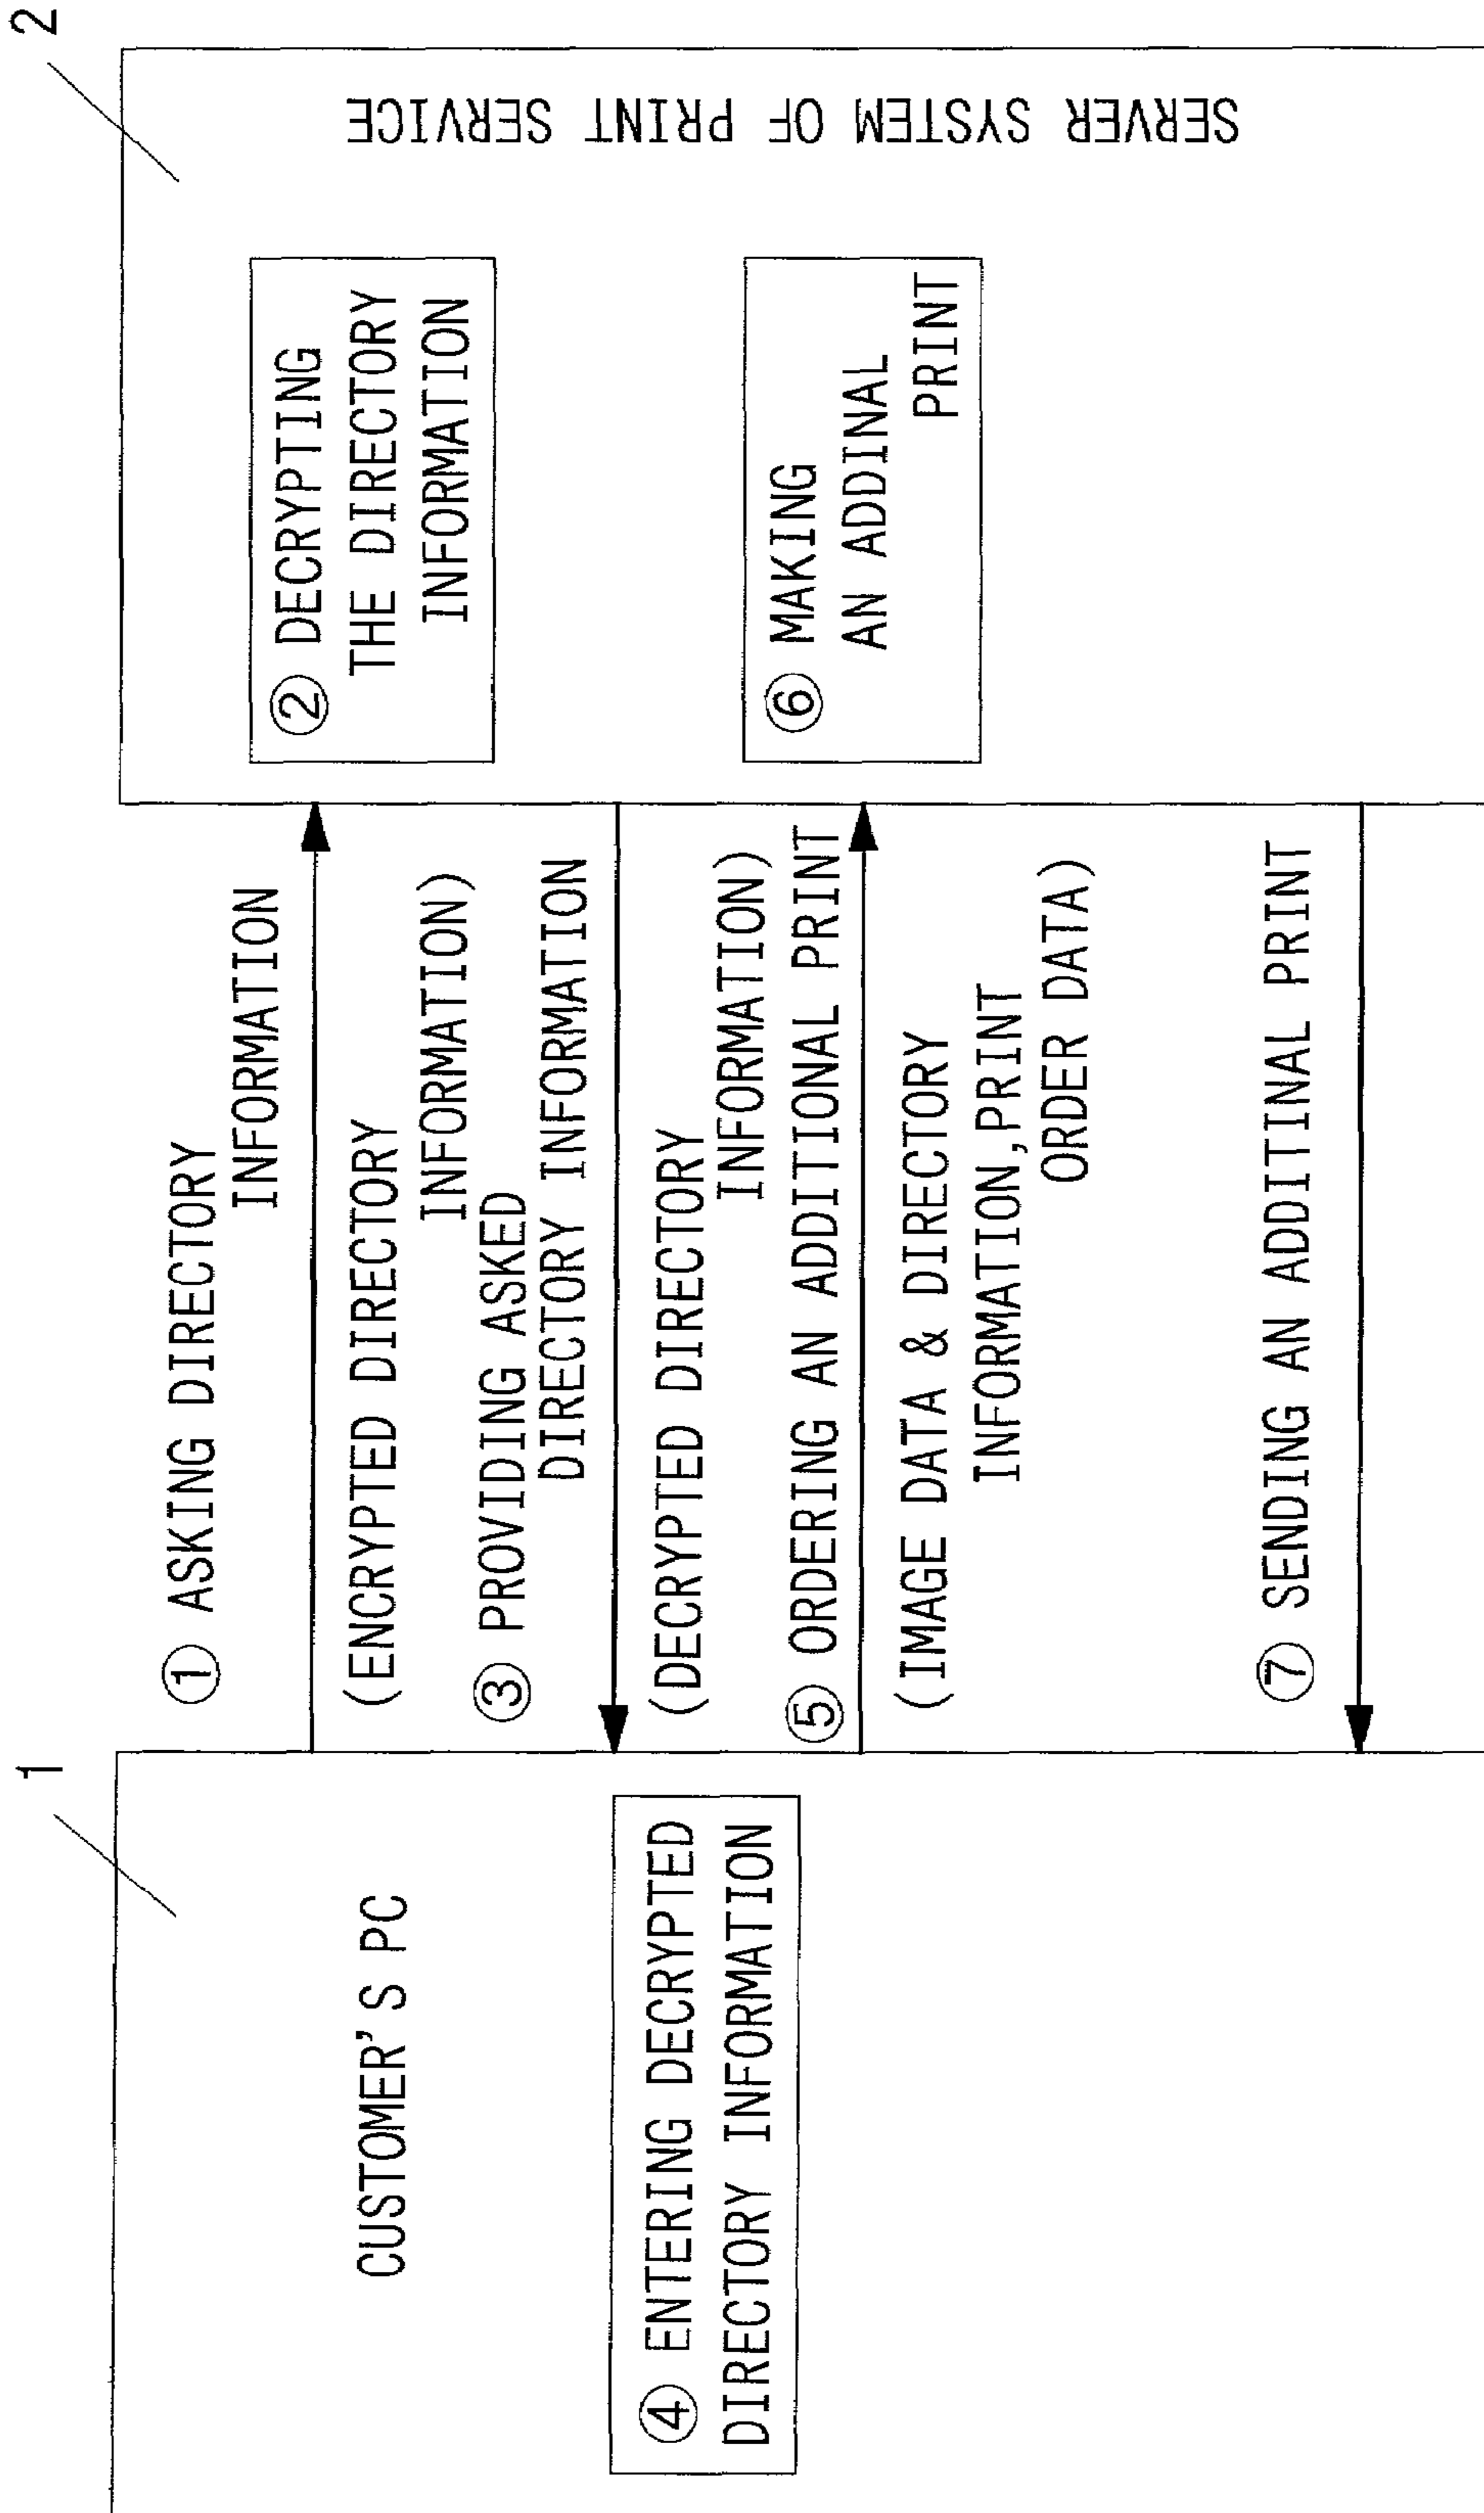 1
2
CUSTOMER'S PC
④ ENTERING DECRYPTED
DIRECTORY INFORMATION
① ASKING DIRECTORY
INFORMATION
(ENCRYPTED DIRECTORY
INFORMATION)
③ PROVIDING ASKED
DIRECTORY INFORMATION
(DECRYPTED DIRECTORY
INFORMATION)
⑤ ORDERING AN ADDITIONAL PRINT
(IMAGE DATA & DIRECTORY
INFORMATION,PRINT
ORDER DATA)
⑦ SENDING AN ADDITINAL PRINT
② DECRYPTING
THE DIRECTORY
INFORMATION
⑥ MAKING
AN ADDINAL
PRINT
SERVER SYSTEM OF PRINT SERVICE